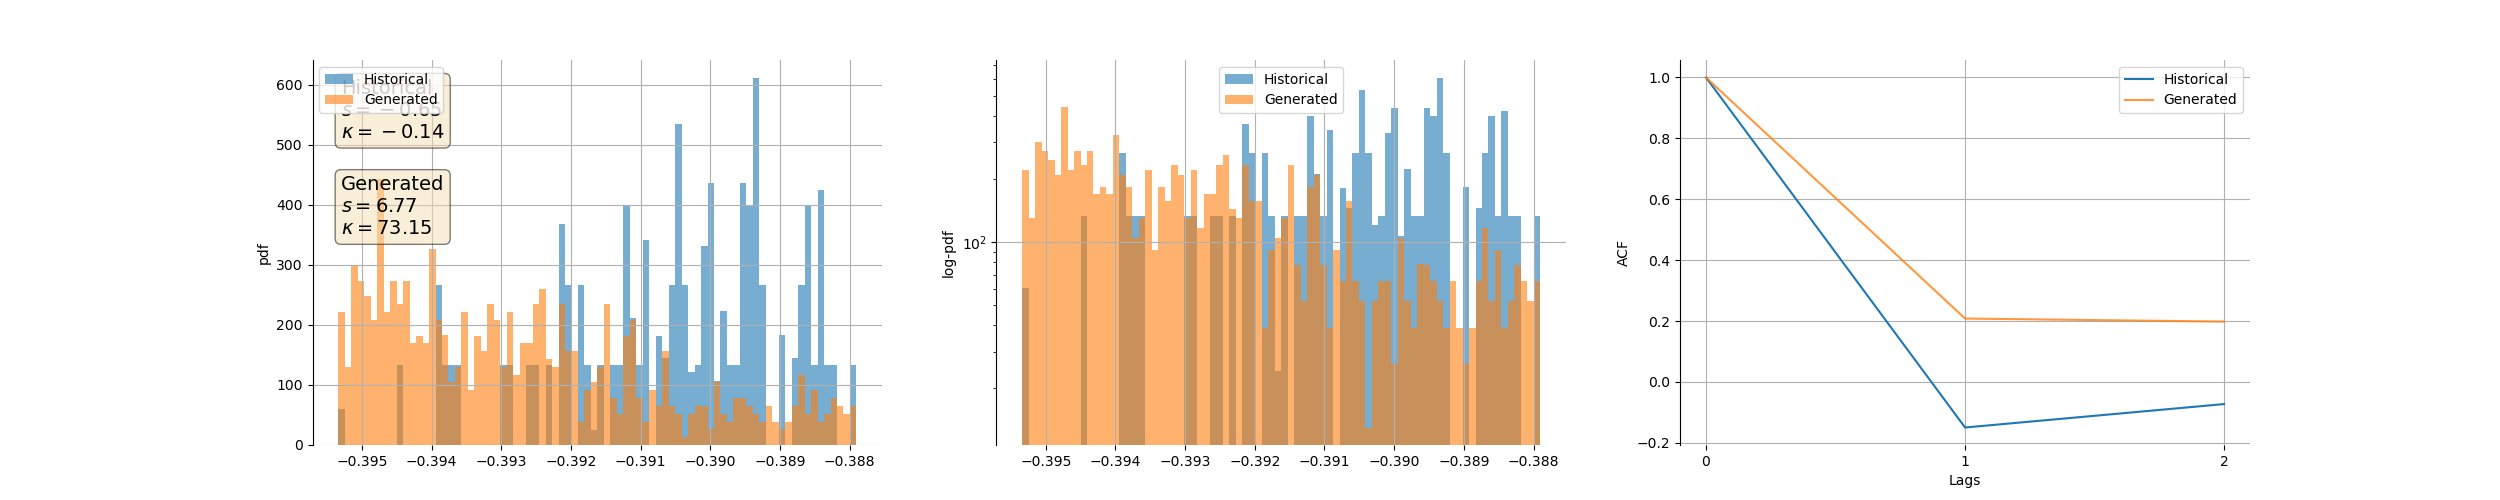 Historical
Generated
Historical
s = −0.65
κ = −0.14
Generated
s = 6.77
κ = 73.15
pdf
600
500
400
300
200
100
0
−0.395 −0.394 −0.393 −0.392 −0.391 −0.390 −0.389 −0.388
Historical
Generated
log-pdf
10²
−0.395 −0.394 −0.393 −0.392 −0.391 −0.390 −0.389 −0.388
Historical
Generated
ACF
1.0
0.8
0.6
0.4
0.2
0.0
−0.2
0 1 2
Lags